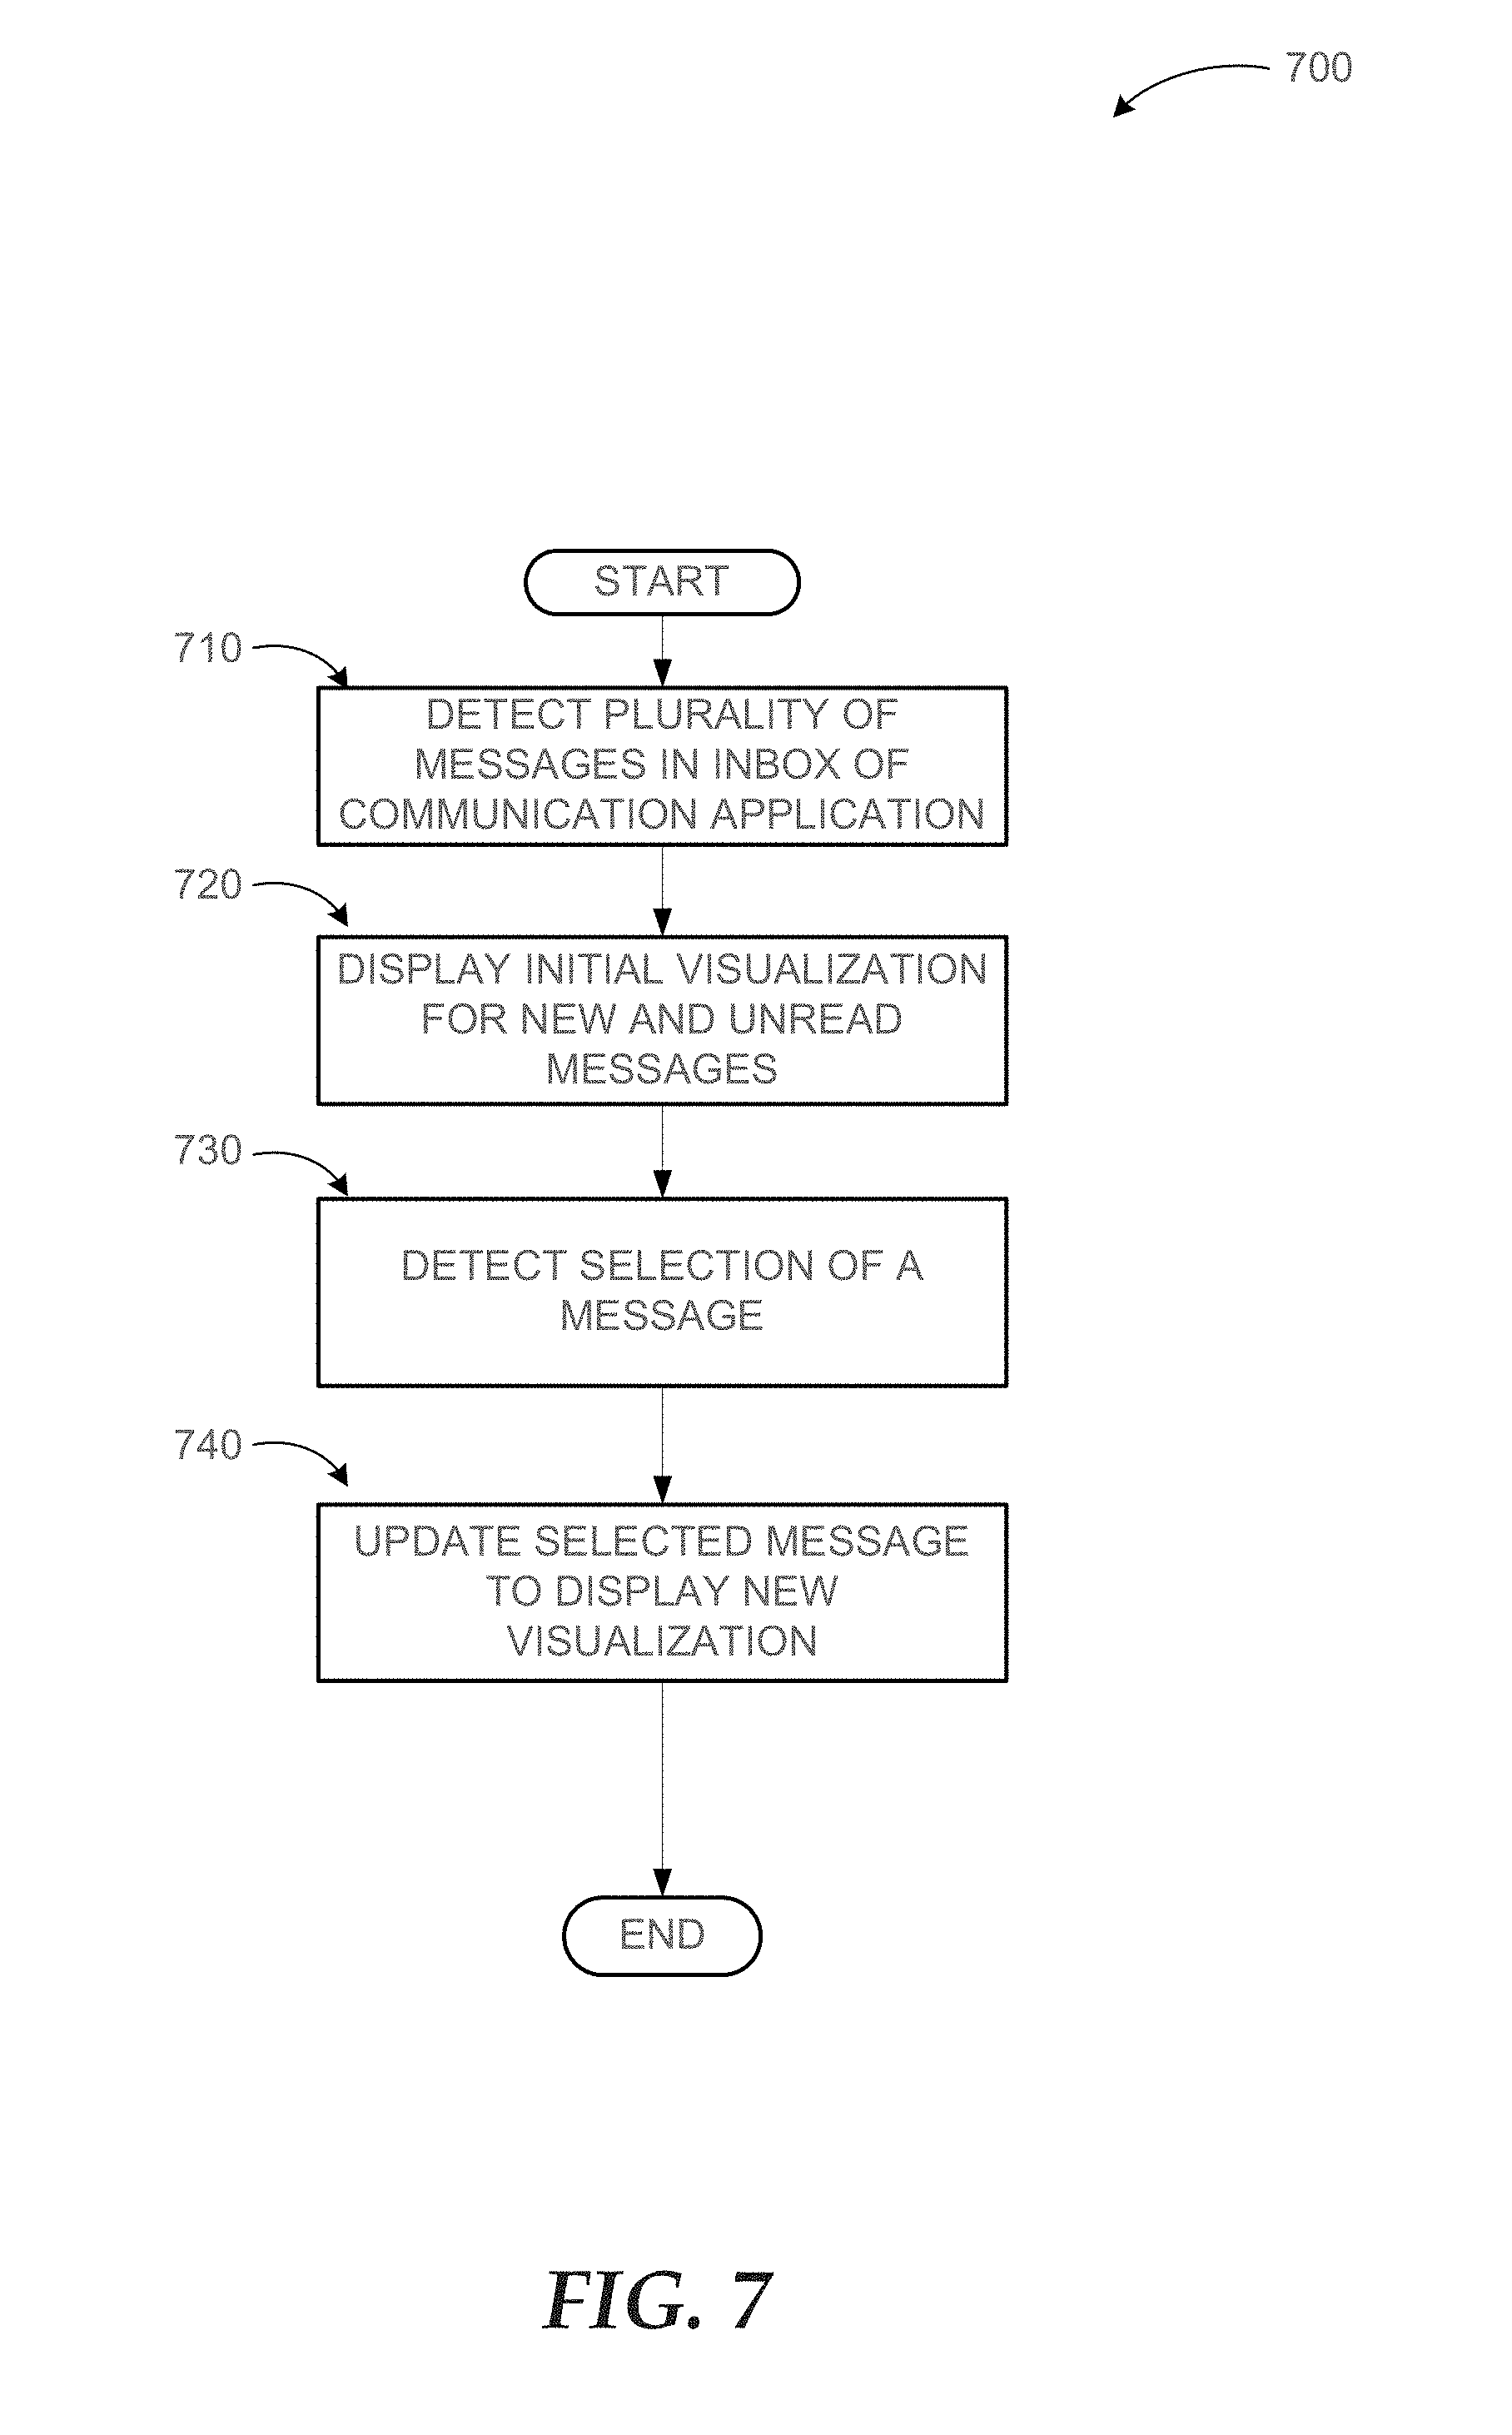 700
START
710
DETECT PLURALITY OF
MESSAGES IN INBOX OF
COMMUNICATION APPLICATION
720
DISPLAY INITIAL VISUALIZATION
FOR NEW AND UNREAD
MESSAGES
730
DETECT SELECTION OF A
MESSAGE
740
UPDATE SELECTED MESSAGE
TO DISPLAY NEW
VISUALIZATION
END
FIG. 7